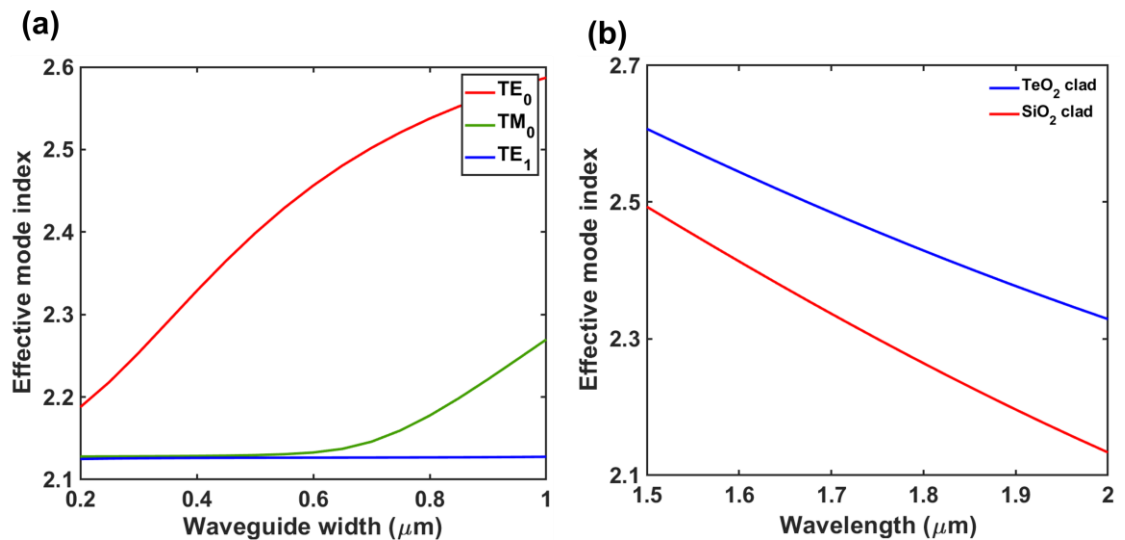 (a)
2.6
2.5
2.4
2.3
2.2
2.1
Effective mode index
0.2
0.4
0.6
0.8
1
Waveguide width (μm)
TE0
TM0
TE1
(b)
2.7
2.5
2.3
2.1
Effective mode index
1.5
1.6
1.7
1.8
1.9
2
Wavelength (μm)
TeO2 clad
SiO2 clad